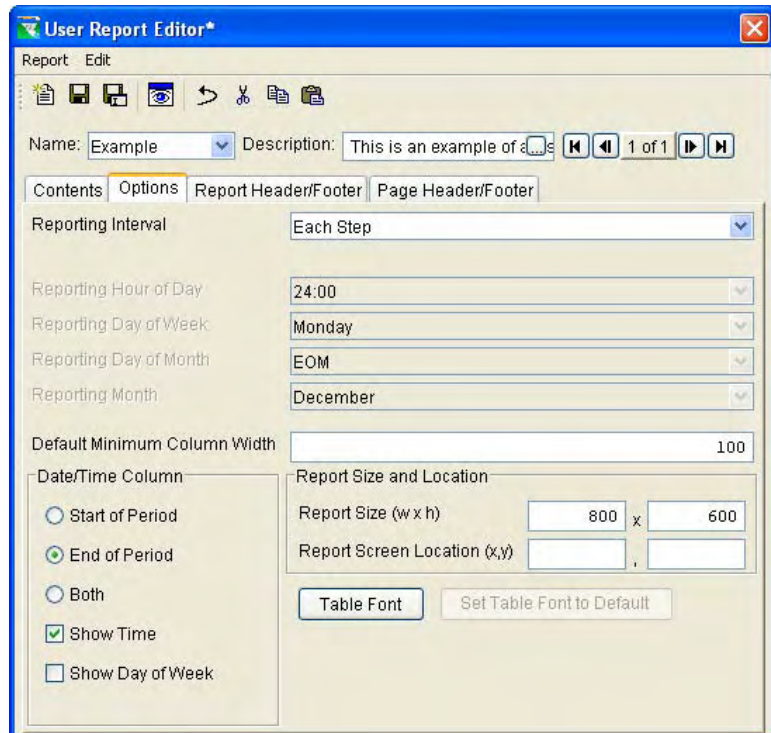 User Report Editor*
Report Edit
Name: Example Description: This is an example of a ... s 1 of 1
Contents Options Report Header/Footer Page Header/Footer
Reporting Interval Each Step
Reporting Hour of Day 24:00
Reporting Day of Week Monday
Reporting Day of Month EOM
Reporting Month December
Default Minimum Column Width 100
Date/Time Column Report Size and Location
Start of Period Report Size (w x h) 800 x 600
End of Period Report Screen Location (x,y) ,
Both Table Font Set Table Font to Default
Show Time
Show Day of Week